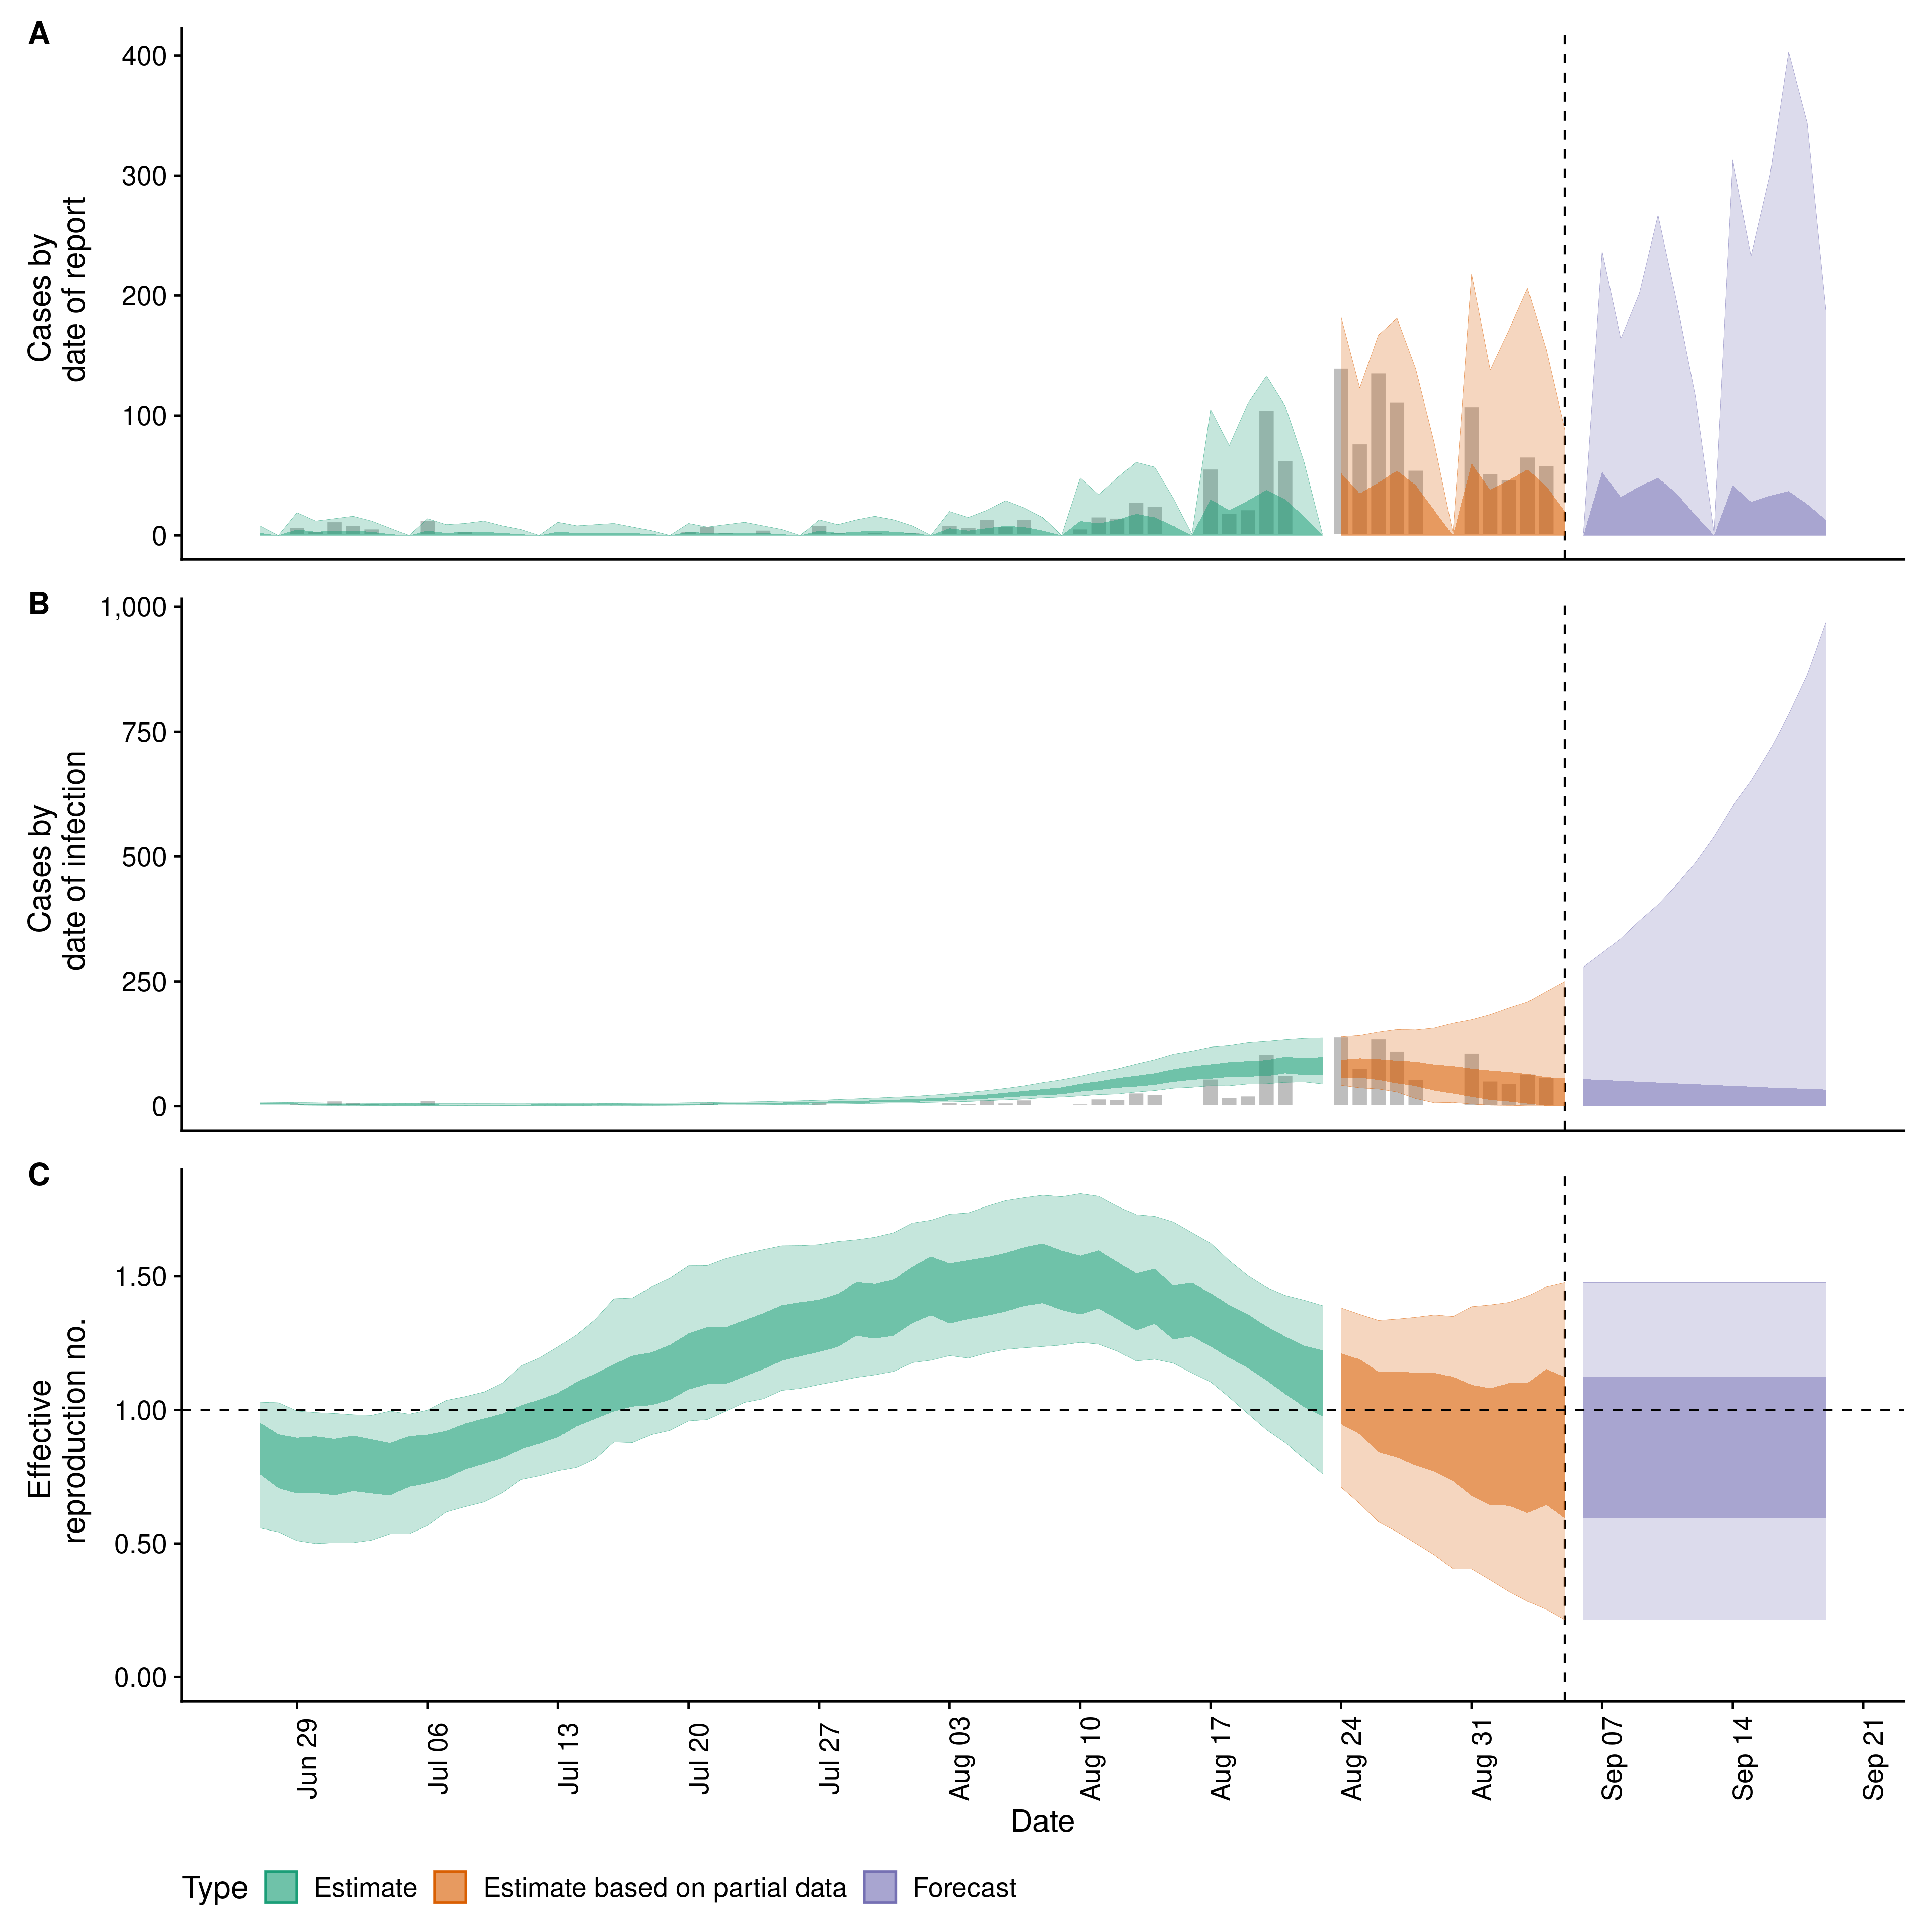 A
400
300
200
100
0
Cases by
date of report
B
1,000
750
500
250
0
Cases by
date of infection
C
1.50
1.00
0.50
0.00
Effective
reproduction no.
Jun 29
Jul 06
Jul 13
Jul 20
Jul 27
Aug 03
Aug 10
Aug 17
Aug 24
Aug 31
Sep 07
Sep 14
Sep 21
Date
Type Estimate Estimate based on partial data Forecast